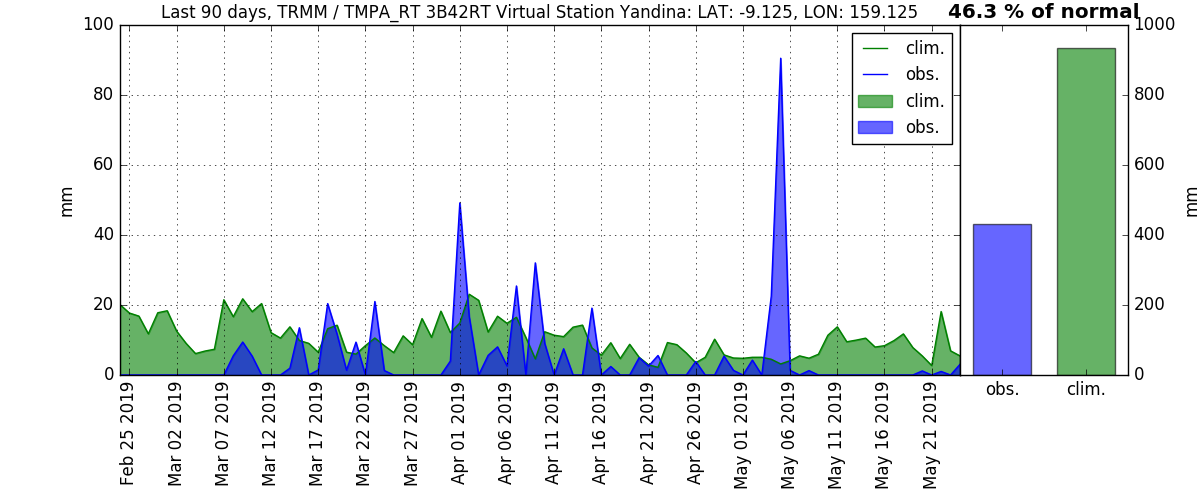 Last 90 days, TRMM / TMPA_RT 3B42RT Virtual Station Yandina: LAT: -9.125, LON: 159.125
46.3 % of normal
100
80
60
40
20
0
mm
clim.
obs.
clim.
obs.
1000
800
600
400
200
0
mm
Feb 25 2019
Mar 02 2019
Mar 07 2019
Mar 12 2019
Mar 17 2019
Mar 22 2019
Mar 27 2019
Apr 01 2019
Apr 06 2019
Apr 11 2019
Apr 16 2019
Apr 21 2019
Apr 26 2019
May 01 2019
May 06 2019
May 11 2019
May 16 2019
May 21 2019
obs.
clim.